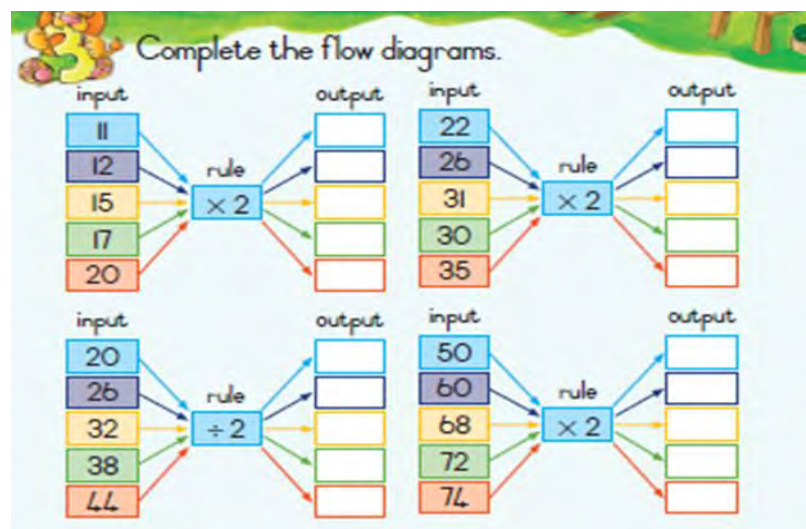 3 Complete the flow diagrams.
input output
11
12
15
17
20
rule
× 2
input output
22
26
31
30
35
rule
× 2
input output
20
26
32
38
44
rule
÷ 2
input output
50
60
68
72
74
rule
× 2